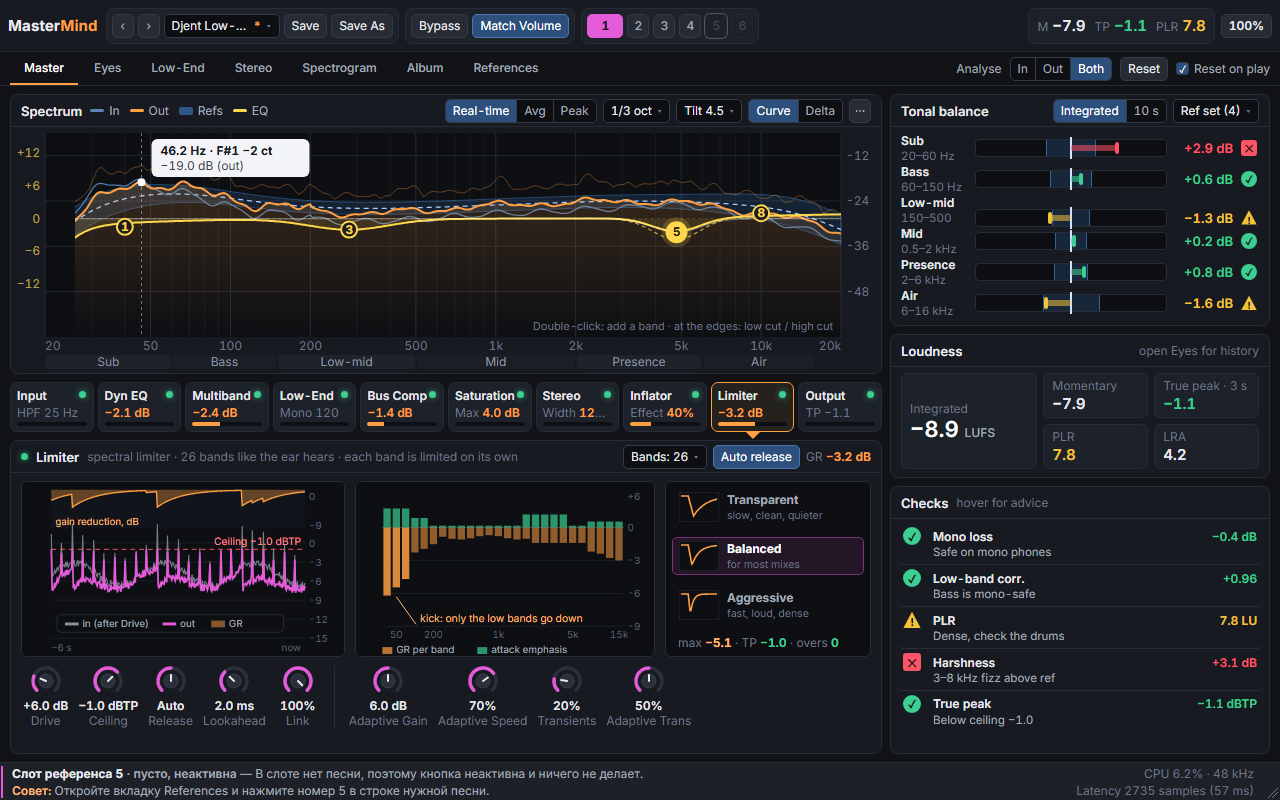 MasterMind ‹ › Djent Low-... * Save Save As Bypass Match Volume 1 2 3 4 5 6 M −7.9 TP −1.1 PLR 7.8 100%
Master Eyes Low-End Stereo Spectrogram Album References Analyse In Out Both Reset Reset on play
Spectrum In Out Refs EQ Real-time Avg Peak 1/3 oct Tilt 4.5 Curve Delta ···
46.2 Hz · F#1 −2 ct
−19.0 dB (out)
+12 −12
+6 −24
0 −36
−6 −48
−12
1 3 5 8
Double-click: add a band · at the edges: low cut / high cut
20 50 100 200 500 1k 2k 5k 10k 20k
Sub Bass Low-mid Mid Presence Air
Tonal balance Integrated 10 s Ref set (4)
Sub +2.9 dB
20–60 Hz
Bass +0.6 dB
60–150 Hz
Low-mid −1.3 dB
150–500
Mid +0.2 dB
0.5–2 kHz
Presence +0.8 dB
2–6 kHz
Air −1.6 dB
6–16 kHz
Input
HPF 25 Hz
Dyn EQ
−2.1 dB
Multiband
−2.4 dB
Low-End
Mono 120
Bus Comp
−1.4 dB
Saturation
Max 4.0 dB
Stereo
Width 12...
Inflator
Effect 40%
Limiter
−3.2 dB
Output
TP −1.1
Loudness open Eyes for history
Integrated
−8.9 LUFS
Momentary
−7.9
True peak · 3 s
−1.1
PLR
7.8
LRA
4.2
Limiter spectral limiter · 26 bands like the ear hears · each band is limited on its own Bands: 26 Auto release GR −3.2 dB
gain reduction, dB
0
−9
Ceiling −1.0 dBTP
0
−3
−6
−9
−12
−15
in (after Drive) out GR
−6 s now
+6
0
−3
−6
−9
kick: only the low bands go down
50 200 1k 5k 15k
GR per band attack emphasis
Transparent
slow, clean, quieter
Balanced
for most mixes
Aggressive
fast, loud, dense
max −5.1 · TP −1.0 · overs 0
+6.0 dB −1.0 dBTP Auto 2.0 ms 100% 6.0 dB 70% 20% 50%
Drive Ceiling Release Lookahead Link Adaptive Gain Adaptive Speed Transients Adaptive Trans
Checks hover for advice
Mono loss −0.4 dB
Safe on mono phones
Low-band corr. +0.96
Bass is mono-safe
PLR 7.8 LU
Dense, check the drums
Harshness +3.1 dB
3–8 kHz fizz above ref
True peak −1.1 dBTP
Below ceiling −1.0
Слот референса 5 · пусто, неактивна — В слоте нет песни, поэтому кнопка неактивна и ничего не делает. CPU 6.2% · 48 kHz
Совет: Откройте вкладку References и нажмите номер 5 в строке нужной песни. Latency 2735 samples (57 ms)